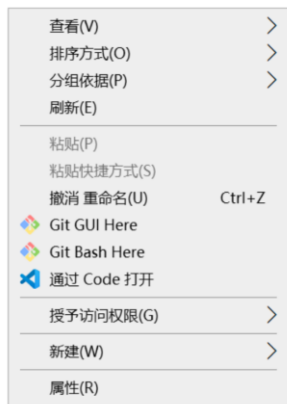 查看(V)
排序方式(O)
分组依据(P)
刷新(E)
粘贴(P)
粘贴快捷方式(S)
撤消 重命名(U) Ctrl+Z
Git GUI Here
Git Bash Here
通过 Code 打开
授予访问权限(G)
新建(W)
属性(R)